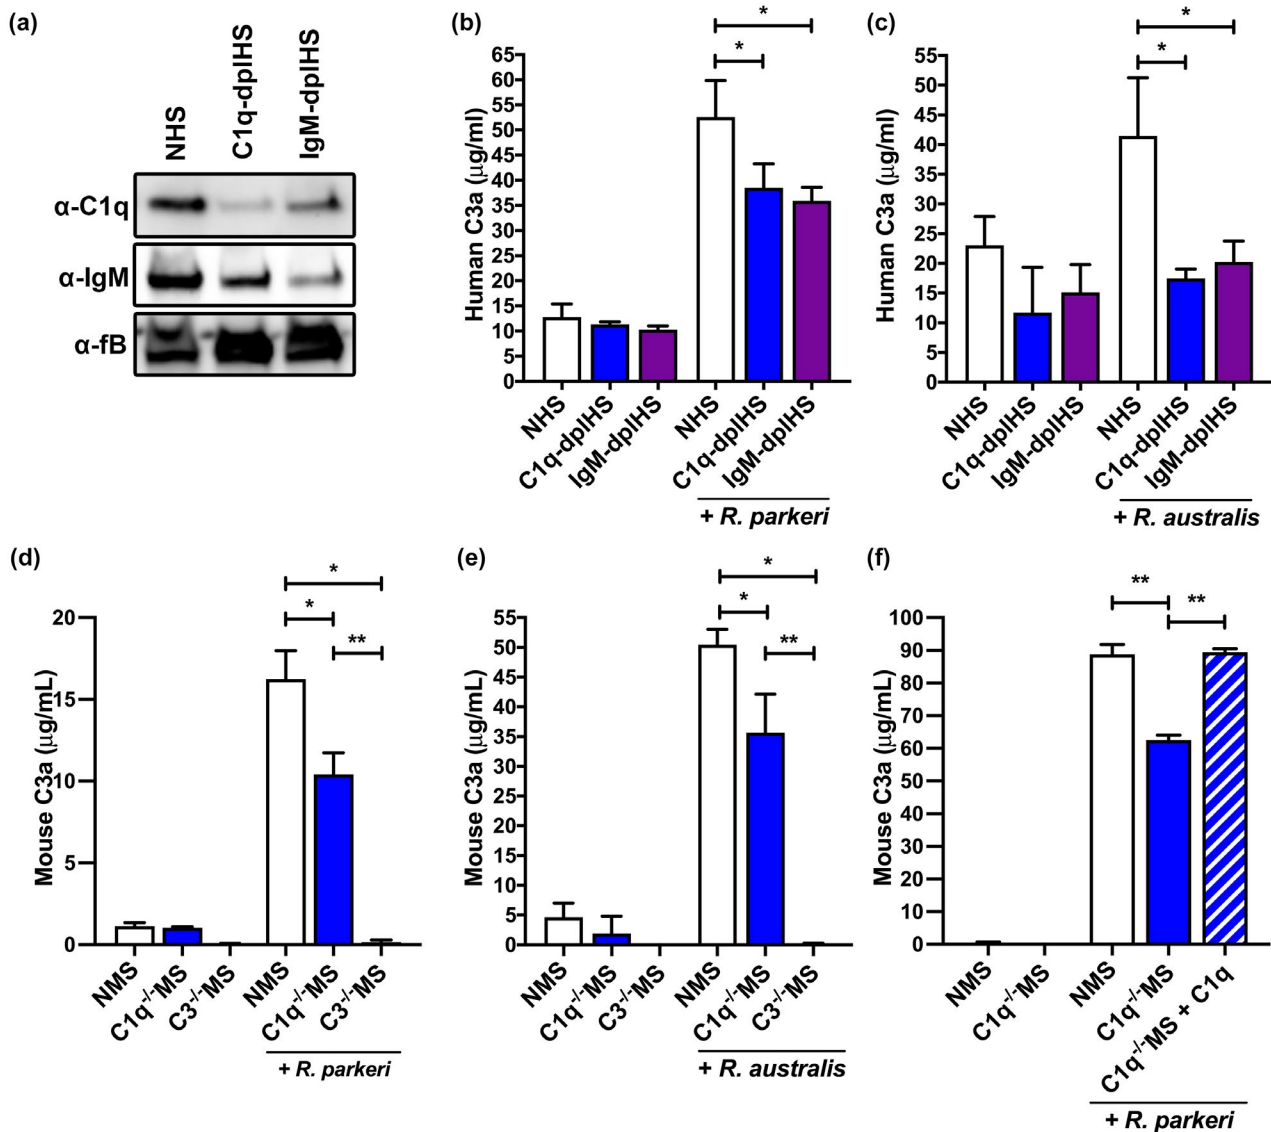 (a)
NHS
C1q-dplHS
IgM-dplHS
α-C1q
α-IgM
α-fB
(b)
Human C3a (μg/ml)
65
60
55
50
45
40
35
30
25
20
15
10
5
0
*
*
NHS
C1q-dplHS
IgM-dplHS
NHS
C1q-dplHS
IgM-dplHS
+ R. parkeri
(c)
Human C3a (μg/ml)
55
50
45
40
35
30
25
20
15
10
5
0
*
*
NHS
C1q-dplHS
IgM-dplHS
NHS
C1q-dplHS
IgM-dplHS
+ R. australis
(d)
Mouse C3a (μg/mL)
20
15
10
5
0
*
*
**
NMS
C1q⁻/⁻MS
C3⁻/⁻MS
NMS
C1q⁻/⁻MS
C3⁻/⁻MS
+ R. parkeri
(e)
Mouse C3a (μg/mL)
55
50
45
40
35
30
25
20
15
10
5
0
*
*
**
NMS
C1q⁻/⁻MS
C3⁻/⁻MS
NMS
C1q⁻/⁻MS
C3⁻/⁻MS
+ R. australis
(f)
Mouse C3a (μg/mL)
100
90
80
70
60
50
40
30
20
10
0
**
**
NMS
C1q⁻/⁻MS
NMS
C1q⁻/⁻MS
C1q⁻/⁻MS + C1q
+ R. parkeri